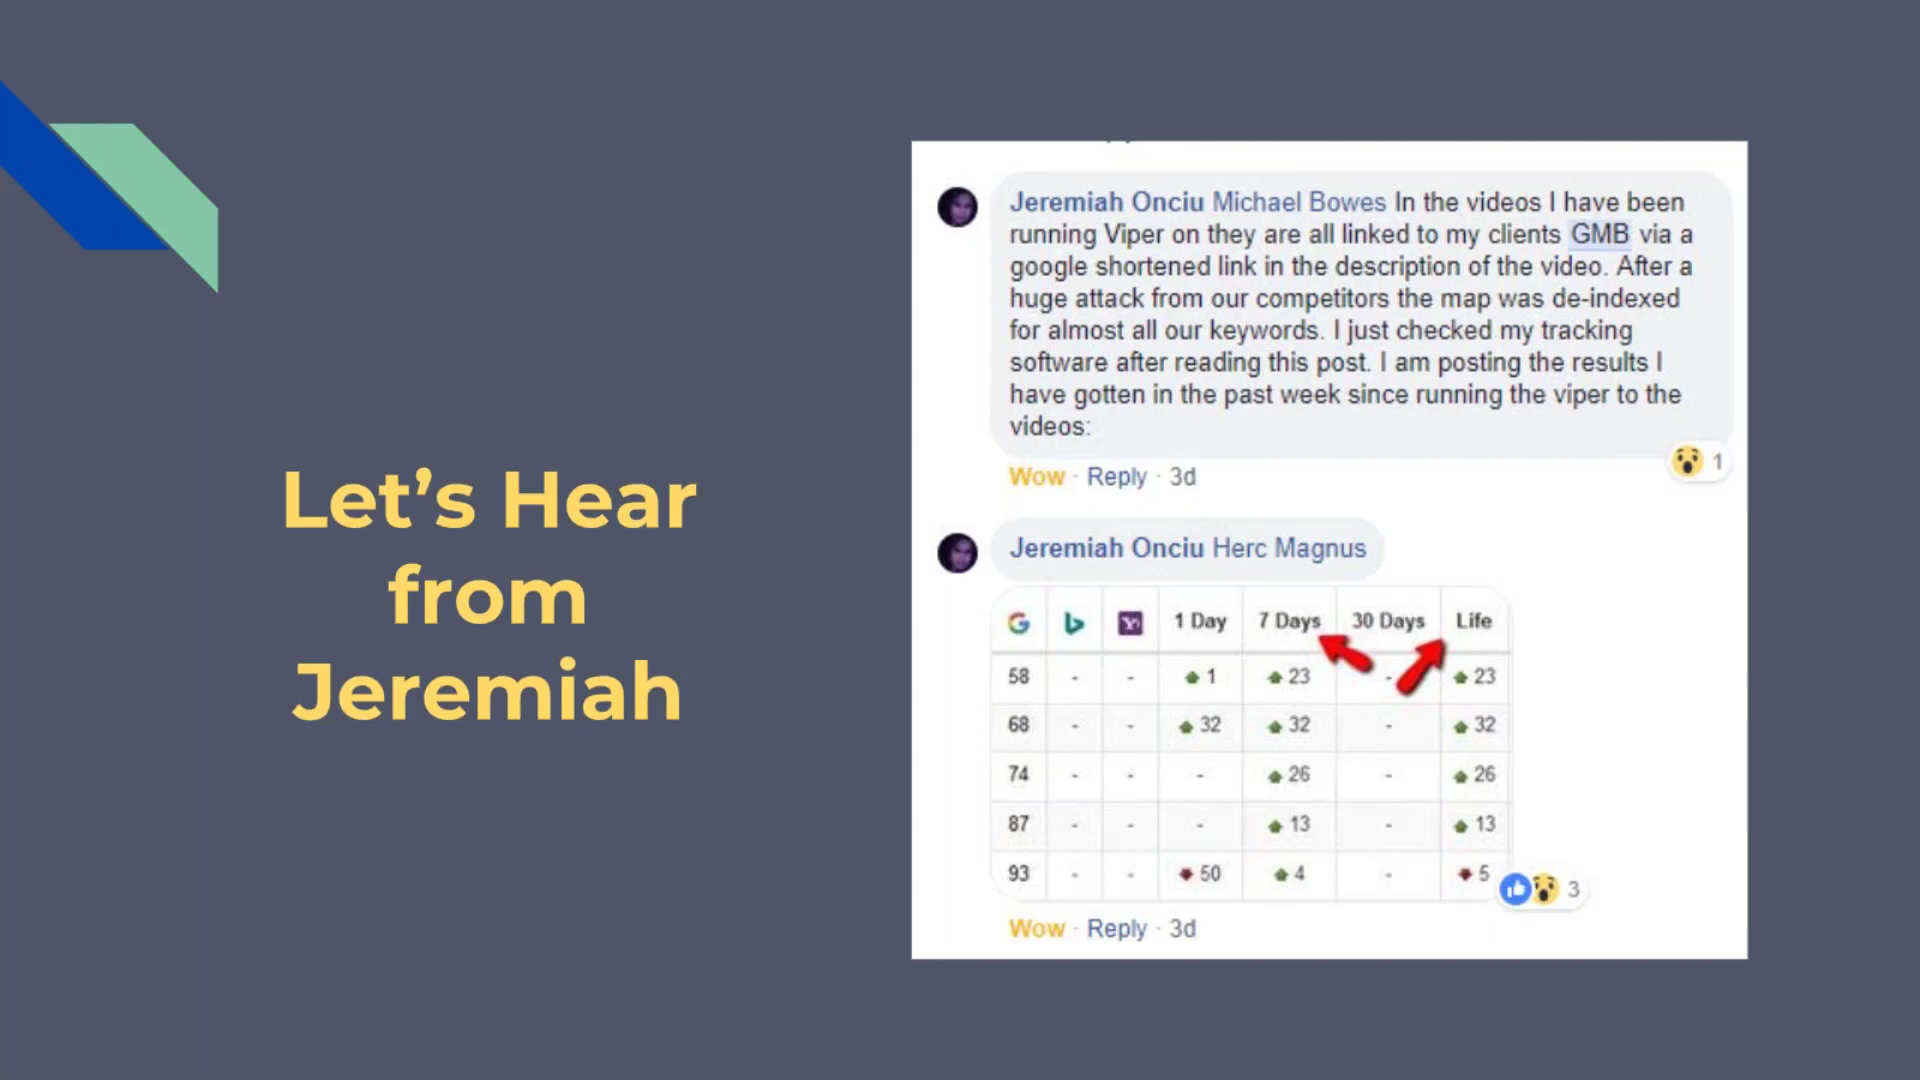 Let’s Hear
from
Jeremiah
Jeremiah Onciu Michael Bowes In the videos I have been
running Viper on they are all linked to my clients GMB via a
google shortened link in the description of the video. After a
huge attack from our competitors the map was de-indexed
for almost all our keywords. I just checked my tracking
software after reading this post. I am posting the results I
have gotten in the past week since running the viper to the
videos:
1
Wow · Reply · 3d
Jeremiah Onciu Herc Magnus
1 Day 7 Days 30 Days Life
58 - - 1 23 - 23
68 - - 32 32 - 32
74 - - - 26 - 26
87 - - - 13 - 13
93 - - 50 4 - 5
3
Wow · Reply · 3d